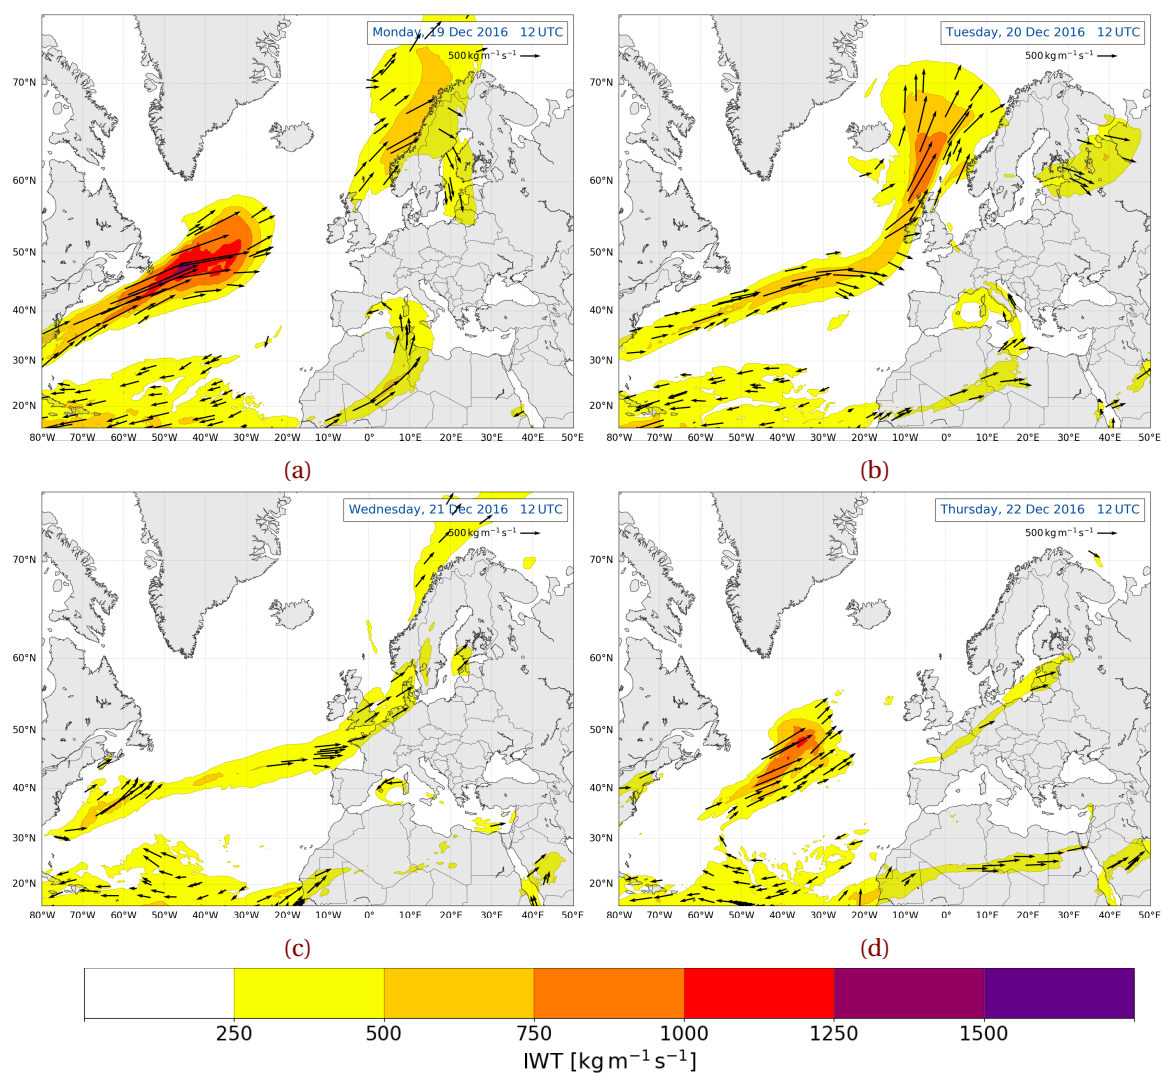 Monday, 19 Dec 2016 12 UTC
500 kg m⁻¹ s⁻¹
70°N
60°N
50°N
40°N
30°N
20°N
80°W 70°W 60°W 50°W 40°W 30°W 20°W 10°W 0° 10°E 20°E 30°E 40°E 50°E
(a)
Tuesday, 20 Dec 2016 12 UTC
500 kg m⁻¹ s⁻¹
70°N
60°N
50°N
40°N
30°N
20°N
80°W 70°W 60°W 50°W 40°W 30°W 20°W 10°W 0° 10°E 20°E 30°E 40°E 50°E
(b)
Wednesday, 21 Dec 2016 12 UTC
500 kg m⁻¹ s⁻¹
70°N
60°N
50°N
40°N
30°N
20°N
80°W 70°W 60°W 50°W 40°W 30°W 20°W 10°W 0° 10°E 20°E 30°E 40°E 50°E
(c)
Thursday, 22 Dec 2016 12 UTC
500 kg m⁻¹ s⁻¹
70°N
60°N
50°N
40°N
30°N
20°N
80°W 70°W 60°W 50°W 40°W 30°W 20°W 10°W 0° 10°E 20°E 30°E 40°E 50°E
(d)
250 500 750 1000 1250 1500
IWT [kg m⁻¹ s⁻¹]